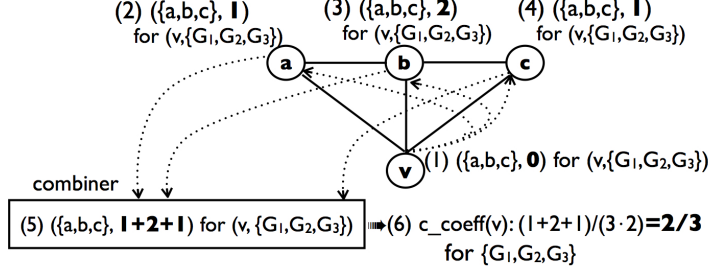 (2) ({a,b,c}, 1)
for (v,{G1,G2,G3})
(3) ({a,b,c}, 2)
for (v,{G1,G2,G3})
(4) ({a,b,c}, 1)
for (v,{G1,G2,G3})
a
b
c
v
(1) ({a,b,c}, 0) for (v,{G1,G2,G3})
combiner
(5) ({a,b,c}, 1+2+1) for (v, {G1,G2,G3})
(6) c_coeff(v): (1+2+1)/(3·2)=2/3
for {G1,G2,G3}